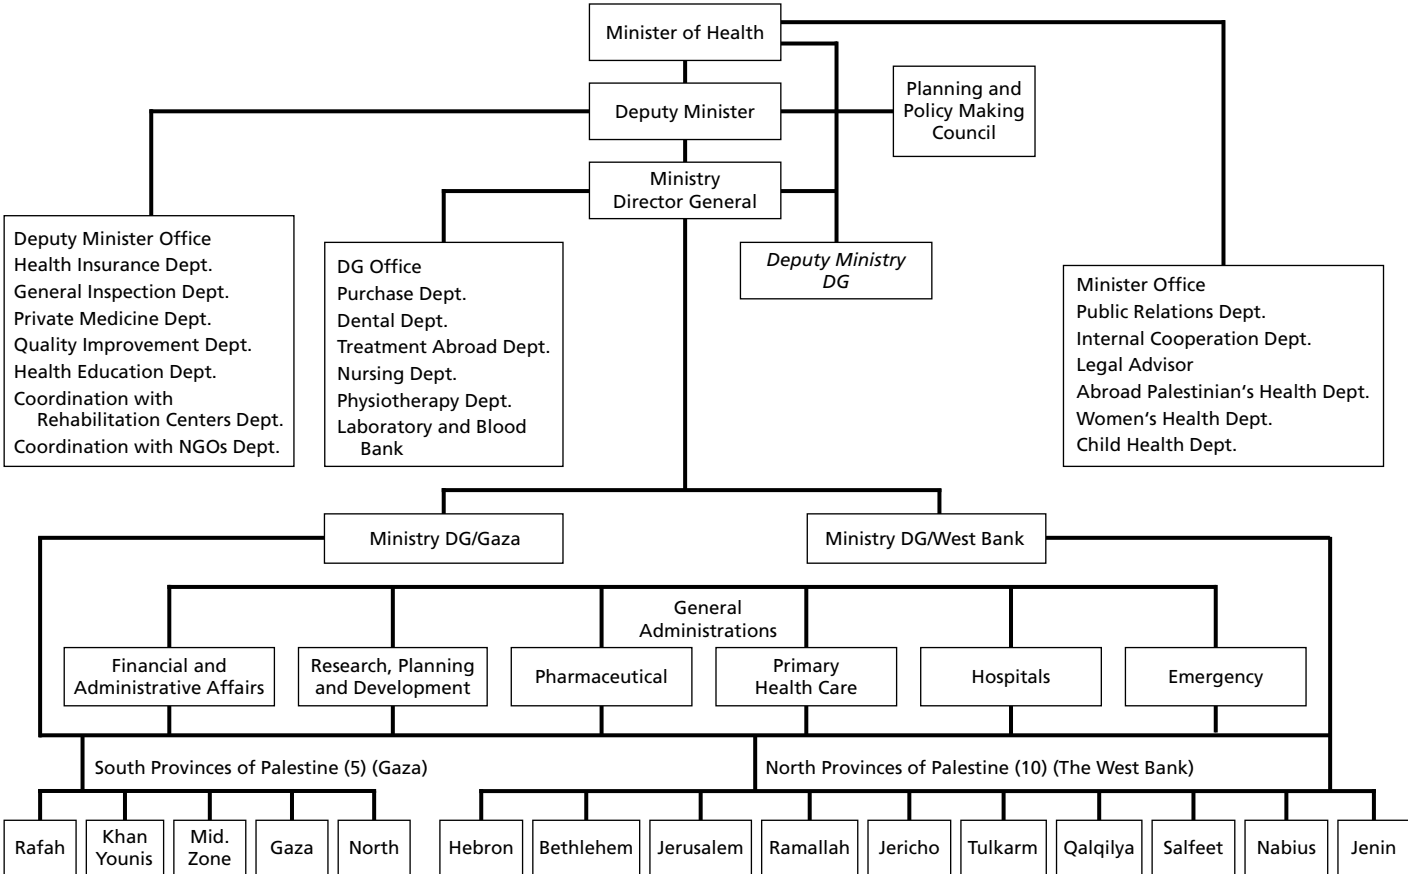 Minister of Health
Deputy Minister
Planning and
Policy Making
Council
Ministry
Director General
Deputy Minister Office
Health Insurance Dept.
General Inspection Dept.
Private Medicine Dept.
Quality Improvement Dept.
Health Education Dept.
Coordination with
Rehabilitation Centers Dept.
Coordination with NGOs Dept.
DG Office
Purchase Dept.
Dental Dept.
Treatment Abroad Dept.
Nursing Dept.
Physiotherapy Dept.
Laboratory and Blood
Bank
Deputy Ministry
DG
Minister Office
Public Relations Dept.
Internal Cooperation Dept.
Legal Advisor
Abroad Palestinian‘s Health Dept.
Women‘s Health Dept.
Child Health Dept.
Ministry DG/Gaza
Ministry DG/West Bank
General
Administrations
Financial and
Administrative Affairs
Research, Planning
and Development
Pharmaceutical
Primary
Health Care
Hospitals
Emergency
South Provinces of Palestine (5) (Gaza)
North Provinces of Palestine (10) (The West Bank)
Rafah
Khan
Younis
Mid.
Zone
Gaza
North
Hebron
Bethlehem
Jerusalem
Ramallah
Jericho
Tulkarm
Qalqilya
Salfeet
Nabius
Jenin